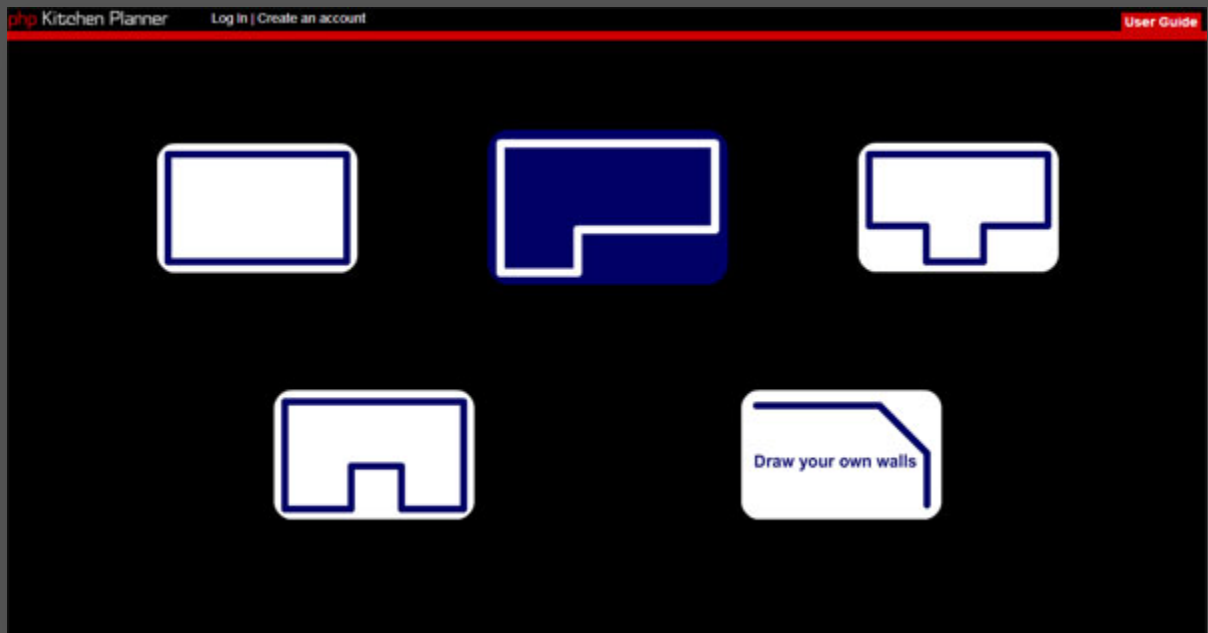 php Kitchen Planner
Log In | Create an account
User Guide
Draw your own walls